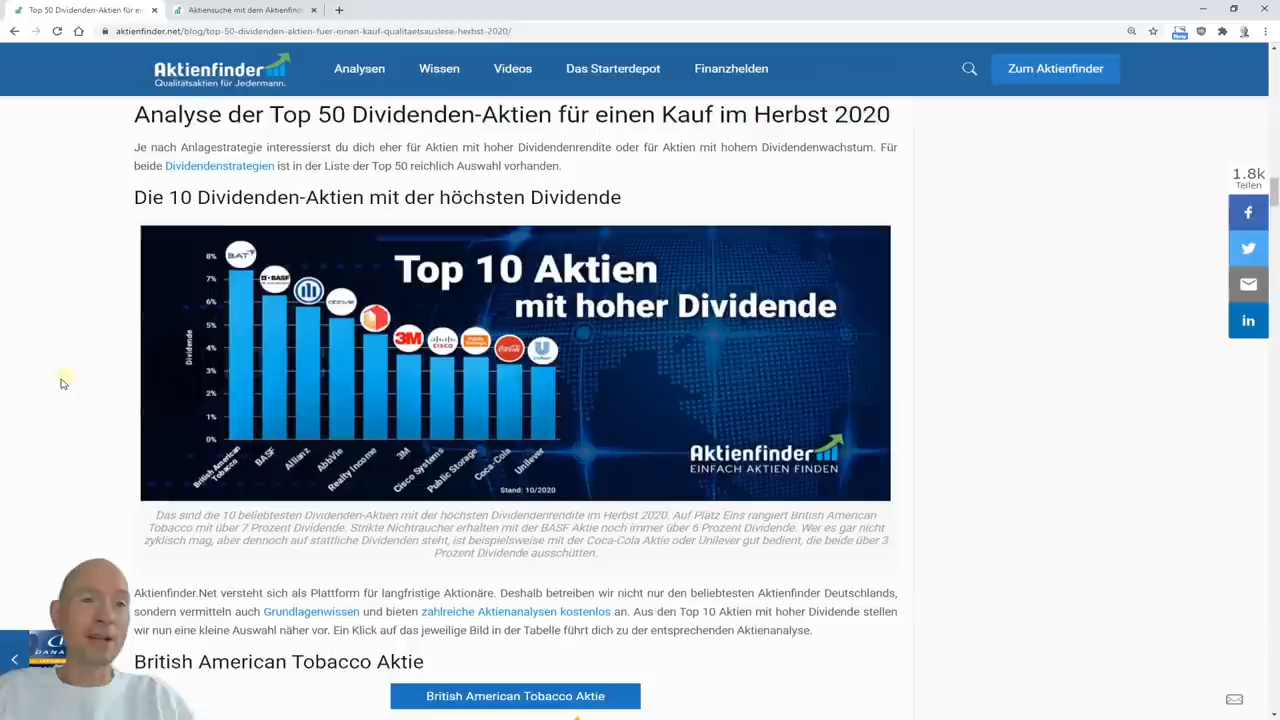 Top 50 Dividenden-Aktien für ein
Aktiensuche mit dem Aktienfind
aktienfinder.net/blog/top-50-dividenden-aktien-fuer-einen-kauf-qualitaetsauslese-herbst-2020/
New
Aktienfinder
Qualitätsaktien für Jedermann.
Analysen
Wissen
Videos
Das Starterdepot
Finanzhelden
Zum Aktienfinder
Analyse der Top 50 Dividenden-Aktien für einen Kauf im Herbst 2020
Je nach Anlagestrategie interessierst du dich eher für Aktien mit hoher Dividendenrendite oder für Aktien mit hohem Dividendenwachstum. Für
beide Dividendenstrategien ist in der Liste der Top 50 reichlich Auswahl vorhanden.
1.8k
Teilen
Die 10 Dividenden-Aktien mit der höchsten Dividende
Top 10 Aktien
mit hoher Dividende
8%
7%
6%
5%
4%
3%
2%
1%
0%
Dividende
BAT
BASF
abbvie
3M
CISCO
Public Storage
Coca-Cola
Unilever
British American
Tobacco
BASF
Allianz
AbbVie
Realty Income
3M
Cisco Systems
Public Storage
Coca-Cola
Unilever
Aktienfinder
EINFACH AKTIEN FINDEN
Stand: 10/2020
Das sind die 10 beliebtesten Dividenden-Aktien mit der höchsten Dividendenrendite im Herbst 2020. Auf Platz Eins rangiert British American
Tobacco mit über 7 Prozent Dividende. Strikte Nichtraucher erhalten mit der BASF Aktie noch immer über 6 Prozent Dividende. Wer es gar nicht
zyklisch mag, aber dennoch auf stattliche Dividenden steht, ist beispielsweise mit der Coca-Cola Aktie oder Unilever gut bedient, die beide über 3
Prozent Dividende ausschütten.
Aktienfinder.Net versteht sich als Plattform für langfristige Aktionäre. Deshalb betreiben wir nicht nur den beliebtesten Aktienfinder Deutschlands,
sondern vermitteln auch Grundlagenwissen und bieten zahlreiche Aktienanalysen kostenlos an. Aus den Top 10 Aktien mit hoher Dividende stellen
wir nun eine kleine Auswahl näher vor. Ein Klick auf das jeweilige Bild in der Tabelle führt dich zu der entsprechenden Aktienanalyse.
DANA
British American Tobacco Aktie
British American Tobacco Aktie